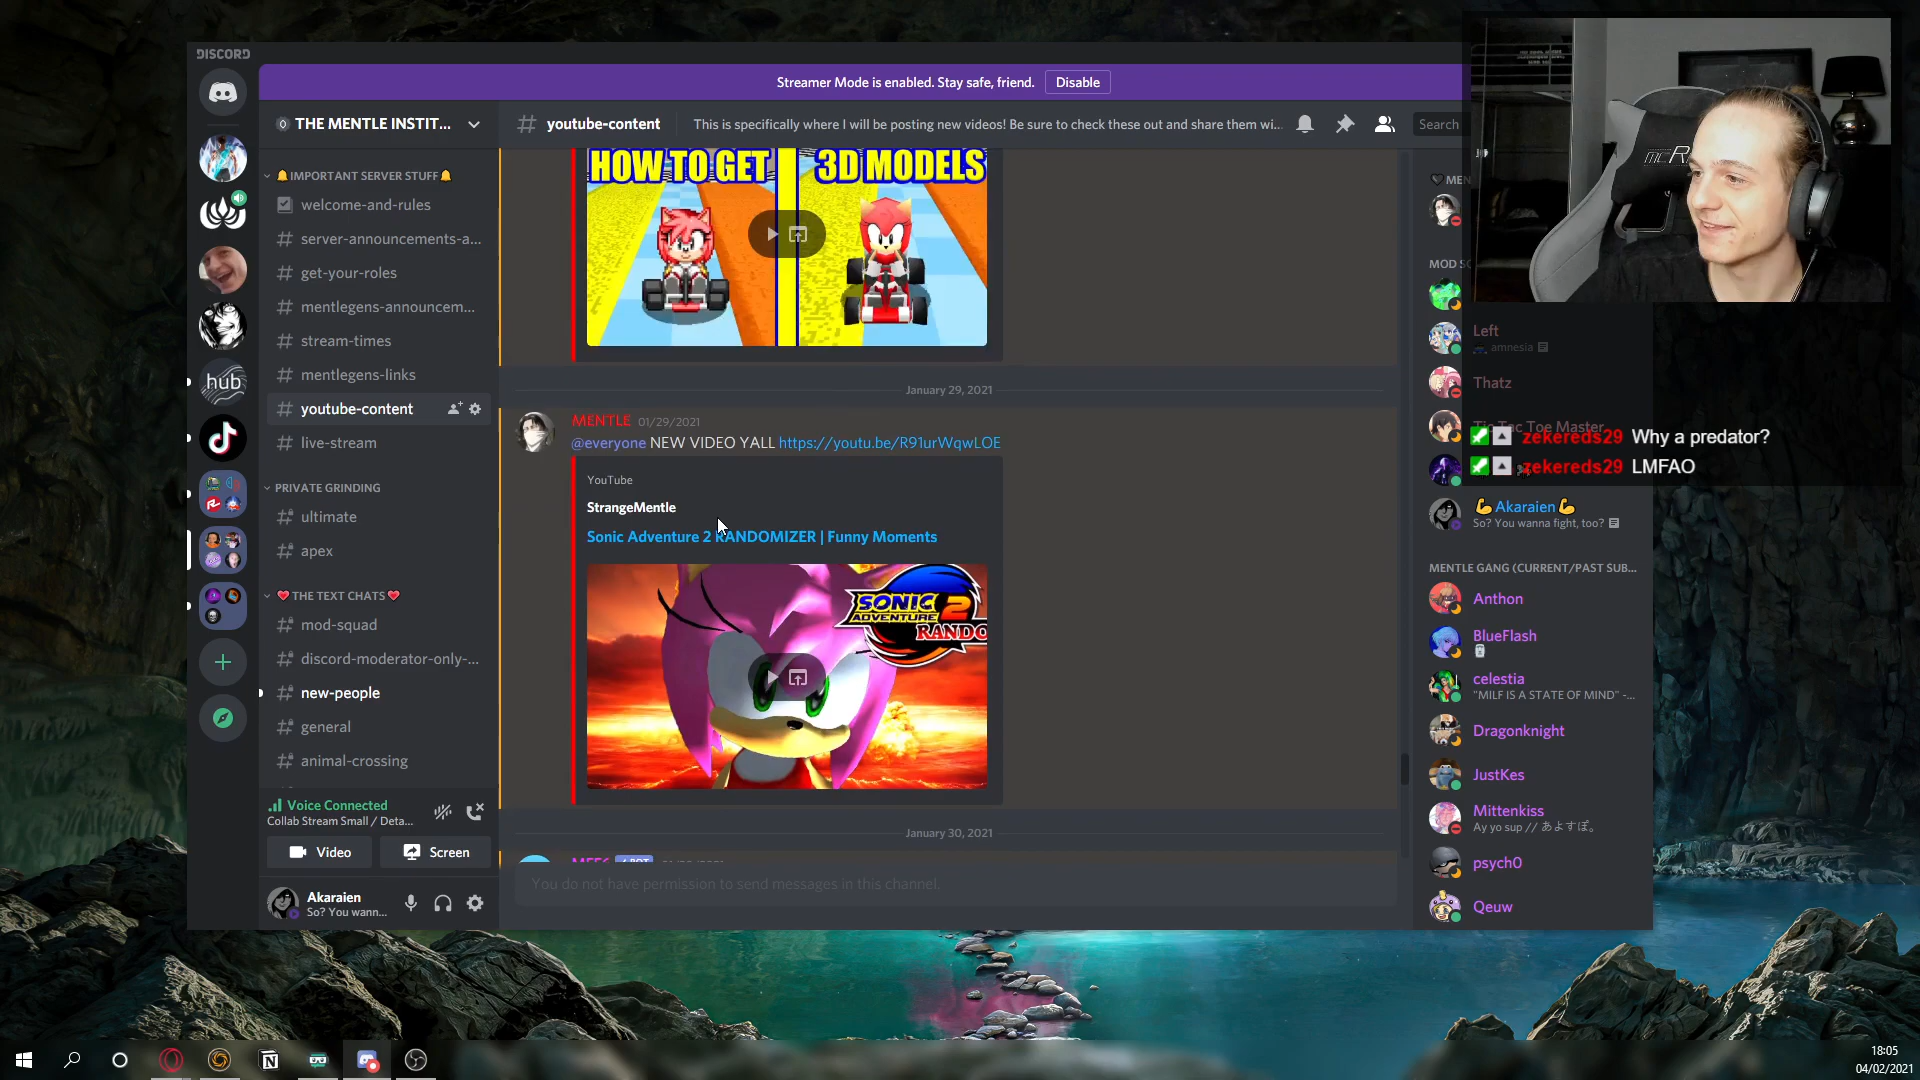 DISCORD
Streamer Mode is enabled. Stay safe, friend.
Disable
THE MENTLE INSTIT...
youtube-content
This is specifically where I will be posting new videos! Be sure to check these out and share them wi...
Search
🔔IMPORTANT SERVER STUFF🔔
welcome-and-rules
server-announcements-a...
get-your-roles
mentlegens-announcem...
stream-times
mentlegens-links
youtube-content
live-stream
PRIVATE GRINDING
ultimate
apex
❤️THE TEXT CHATS❤️
mod-squad
discord-moderator-only-...
new-people
general
animal-crossing
hub
Voice Connected
Collab Stream Small / Deta...
Video
Screen
Akaraien
So? You wann...
HOW TO GET
3D MODELS
January 29, 2021
MENTLE 01/29/2021
@everyone NEW VIDEO YALL https://youtu.be/R91urWqwLOE
YouTube
StrangeMentle
Sonic Adventure 2 RANDOMIZER | Funny Moments
SONIC
ADVENTURE 2
RANDO
January 30, 2021
You do not have permission to send messages in this channel.
MEN
MOD S
Left
amnesia
Thatz
Tic Tac Toe Master
zekereds29 Why a predator?
zekereds29 LMFAO
💪Akaraien💪
So? You wanna fight, too?
MENTLE GANG (CURRENT/PAST SUB...
Anthon
BlueFlash
celestia
"MILF IS A STATE OF MIND" -...
Dragonknight
JustKes
Mittenkiss
Ay yo sup // あよすぽ。
psych0
Qeuw
18:05
04/02/2021